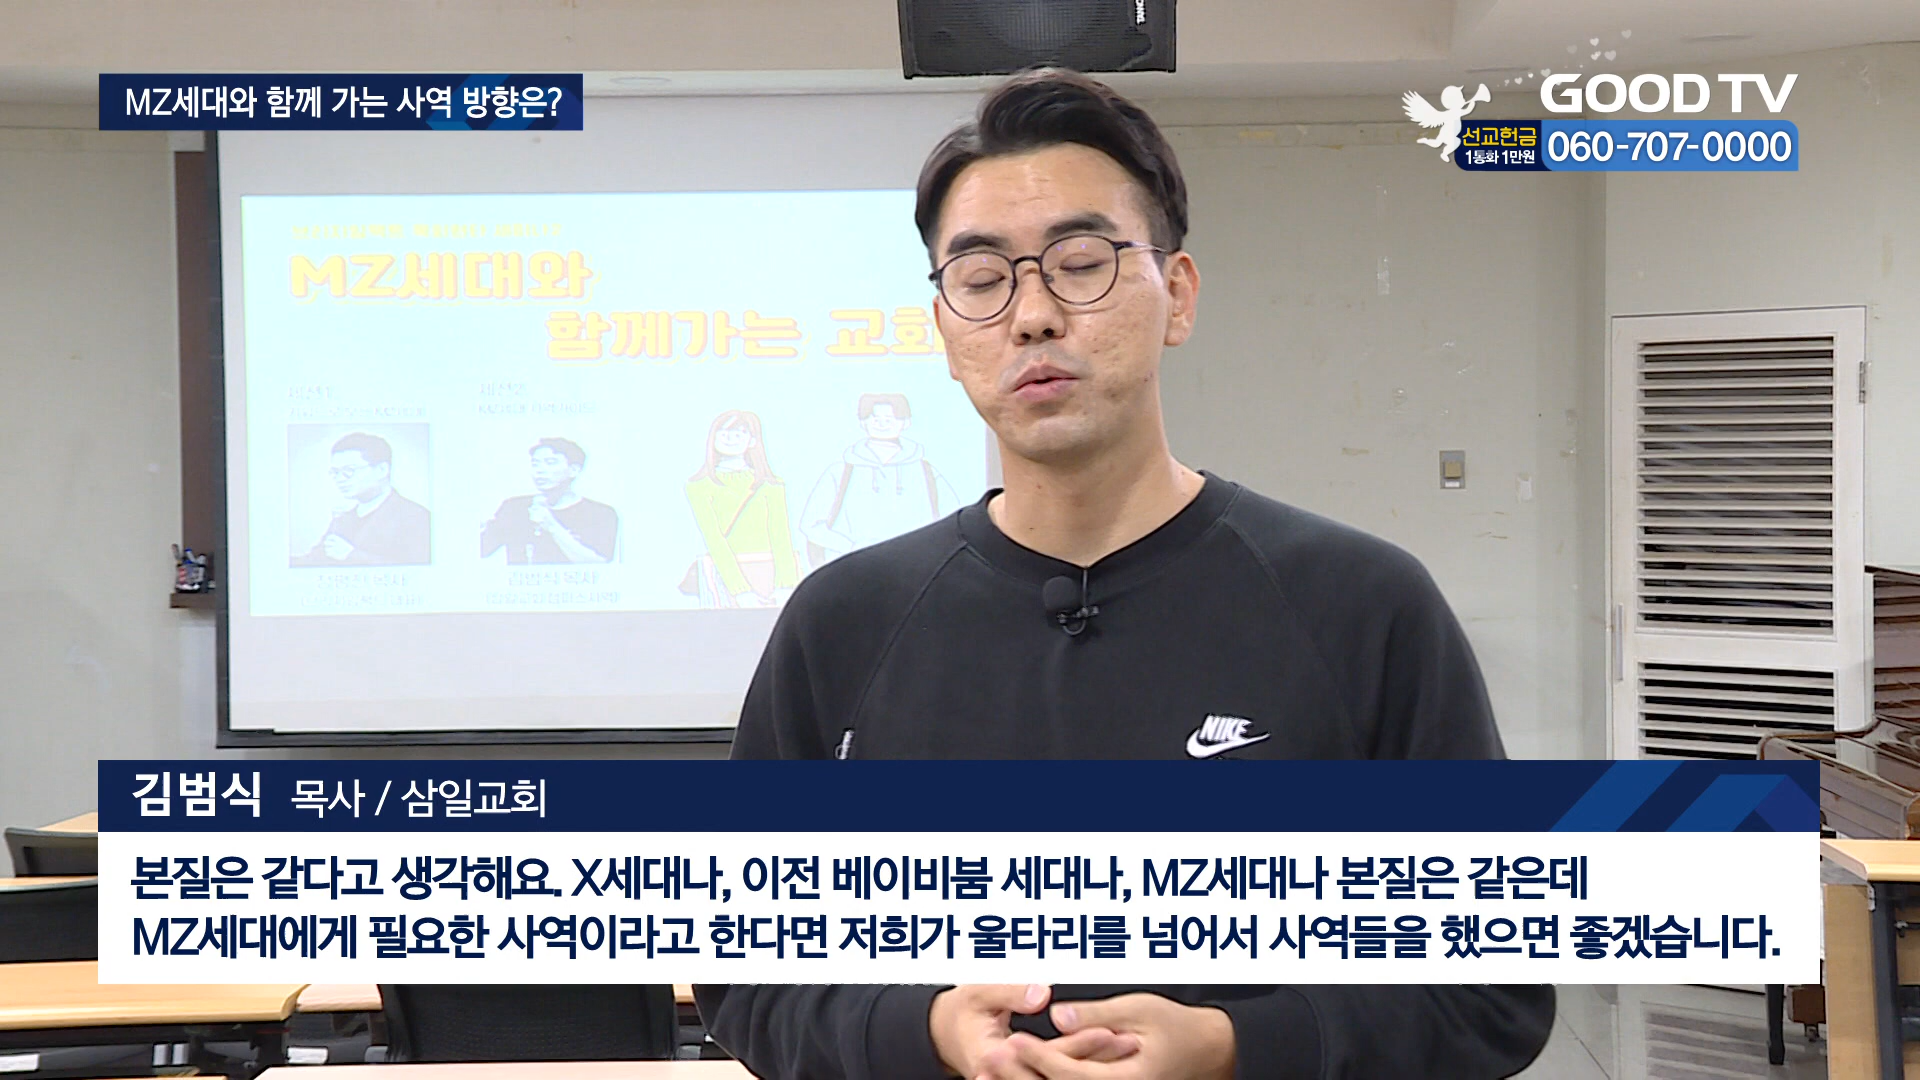 MZ세대와 함께 가는 사역 방향은?
GOOD TV
선교헌금
1통화 1만원
060-707-0000
MZ세대와
함께가는 교회
김범식 목사
NIKE
김범식 목사 / 삼일교회
본질은 같다고 생각해요. X세대나, 이전 베이비붐 세대나, MZ세대나 본질은 같은데
MZ세대에게 필요한 사역이라고 한다면 저희가 울타리를 넘어서 사역들을 했으면 좋겠습니다.